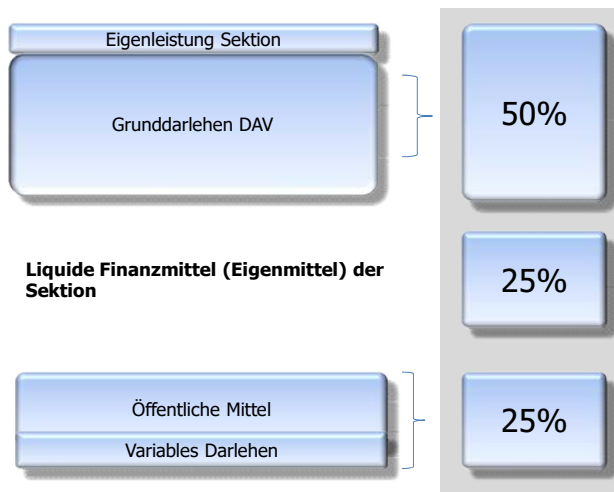 Eigenleistung Sektion
Grunddarlehen DAV
50%
Liquide Finanzmittel (Eigenmittel) der
Sektion
25%
Öffentliche Mittel
Variables Darlehen
25%